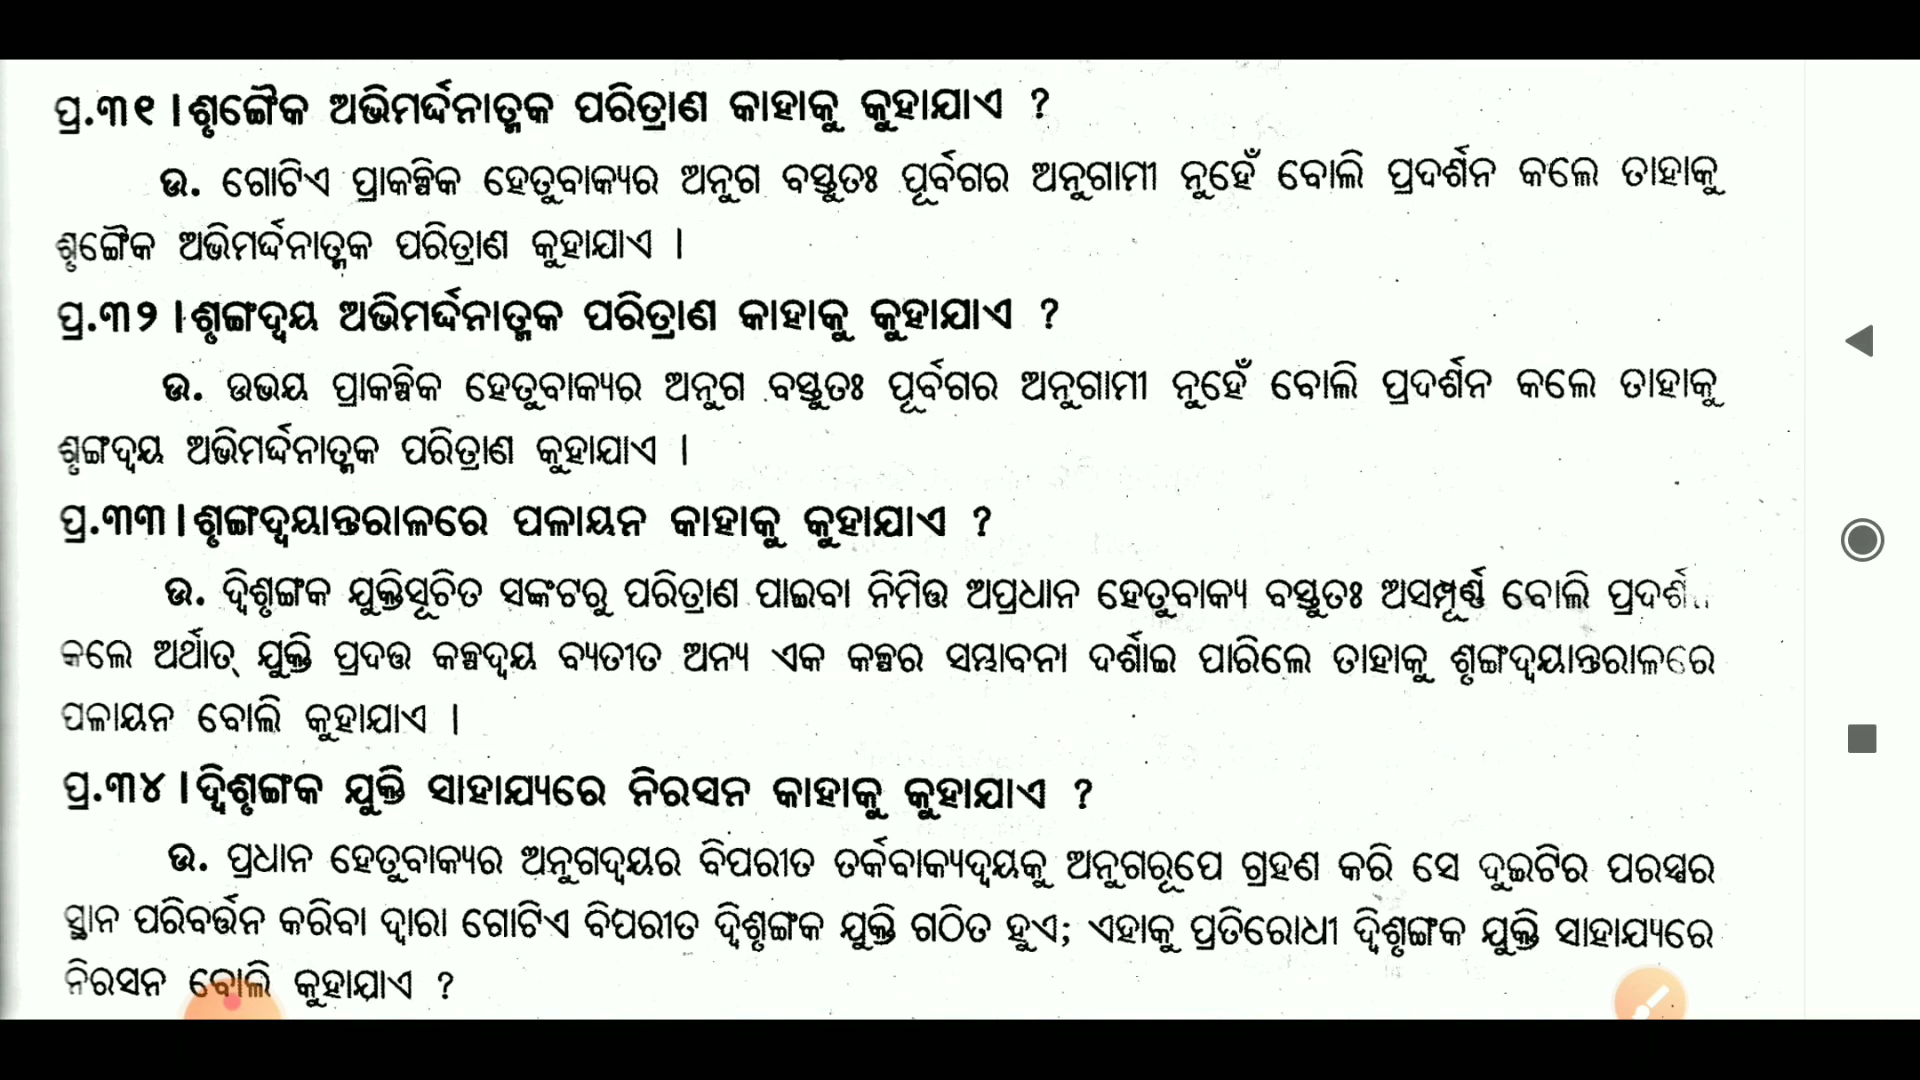 ପ୍ର.୩୧ । ଶୃଙ୍ଗୈକ ଅଭିମର୍ଦ୍ଦନାତ୍ମକ ପରିତ୍ରାଣ କାହାକୁ କୁହାଯାଏ ?
ଉ. ଗୋଟିଏ ପ୍ରାକଳ୍ପିକ ହେତୁବାକ୍ୟର ଅନୁଗ ବସ୍ତୁତଃ ପୂର୍ବଗର ଅନୁଗାମୀ ନୁହେଁ ବୋଲି ପ୍ରଦର୍ଶନ କଲେ ତାହାକୁ
ଶୃଙ୍ଗୈକ ଅଭିମର୍ଦ୍ଦନାତ୍ମକ ପରିତ୍ରାଣ କୁହାଯାଏ ।
ପ୍ର.୩୨ । ଶୃଙ୍ଗଦ୍ୱୟ ଅଭିମର୍ଦ୍ଦନାତ୍ମକ ପରିତ୍ରାଣ କାହାକୁ କୁହାଯାଏ ?
ଉ. ଉଭୟ ପ୍ରାକଳ୍ପିକ ହେତୁବାକ୍ୟର ଅନୁଗ ବସ୍ତୁତଃ ପୂର୍ବଗର ଅନୁଗାମୀ ନୁହେଁ ବୋଲି ପ୍ରଦର୍ଶନ କଲେ ତାହାକୁ
ଶୃଙ୍ଗଦ୍ୱୟ ଅଭିମର୍ଦ୍ଦନାତ୍ମକ ପରିତ୍ରାଣ କୁହାଯାଏ ।
ପ୍ର.୩୩ । ଶୃଙ୍ଗଦ୍ୱୟାନ୍ତରାଳରେ ପଳାୟନ କାହାକୁ କୁହାଯାଏ ?
ଉ. ଦ୍ୱିଶୃଙ୍ଗକ ଯୁକ୍ତିସୂଚିତ ସଙ୍କଟରୁ ପରିତ୍ରାଣ ପାଇବା ନିମିତ୍ତ ଅପ୍ରଧାନ ହେତୁବାକ୍ୟ ବସ୍ତୁତଃ ଅସମ୍ପୂର୍ଣ୍ଣ ବୋଲି
କଲେ ଅର୍ଥାତ୍ ଯୁକ୍ତି ପ୍ରଦତ୍ତ କଳ୍ପଦ୍ୱୟ ବ୍ୟତୀତ ଅନ୍ୟ ଏକ କଳ୍ପର ସମ୍ଭାବନା ଦର୍ଶାଇ ପାରିଲେ ତାହାକୁ ଶୃଙ୍ଗଦ୍ୱୟାନ୍ତରାଳରେ
ପଳାୟନ ବୋଲି କୁହାଯାଏ ।
ପ୍ର.୩୪ । ଦ୍ୱିଶୃଙ୍ଗକ ଯୁକ୍ତି ସାହାଯ୍ୟରେ ନିରସନ କାହାକୁ କୁହାଯାଏ ?
ଉ. ପ୍ରଧାନ ହେତୁବାକ୍ୟର ଅନୁଗଦ୍ୱୟର ବିପରୀତ ତର୍କବାକ୍ୟଦ୍ୱୟକୁ ଅନୁଗରୂପେ ଗ୍ରହଣ କରି ସେ ଦୁଇଟିର ପରସ୍ପର
ସ୍ଥାନ ପରିବର୍ତ୍ତନ କରିବା ଦ୍ୱାରା ଗୋଟିଏ ବିପରୀତ ଦ୍ୱିଶୃଙ୍ଗକ ଯୁକ୍ତି ଗଠିତ ହୁଏ; ଏହାକୁ ପ୍ରତିରୋଧୀ ଦ୍ୱିଶୃଙ୍ଗକ ଯୁକ୍ତି ସାହାଯ୍ୟରେ
ନିରସନ ବୋଲି କୁହାଯାଏ ?